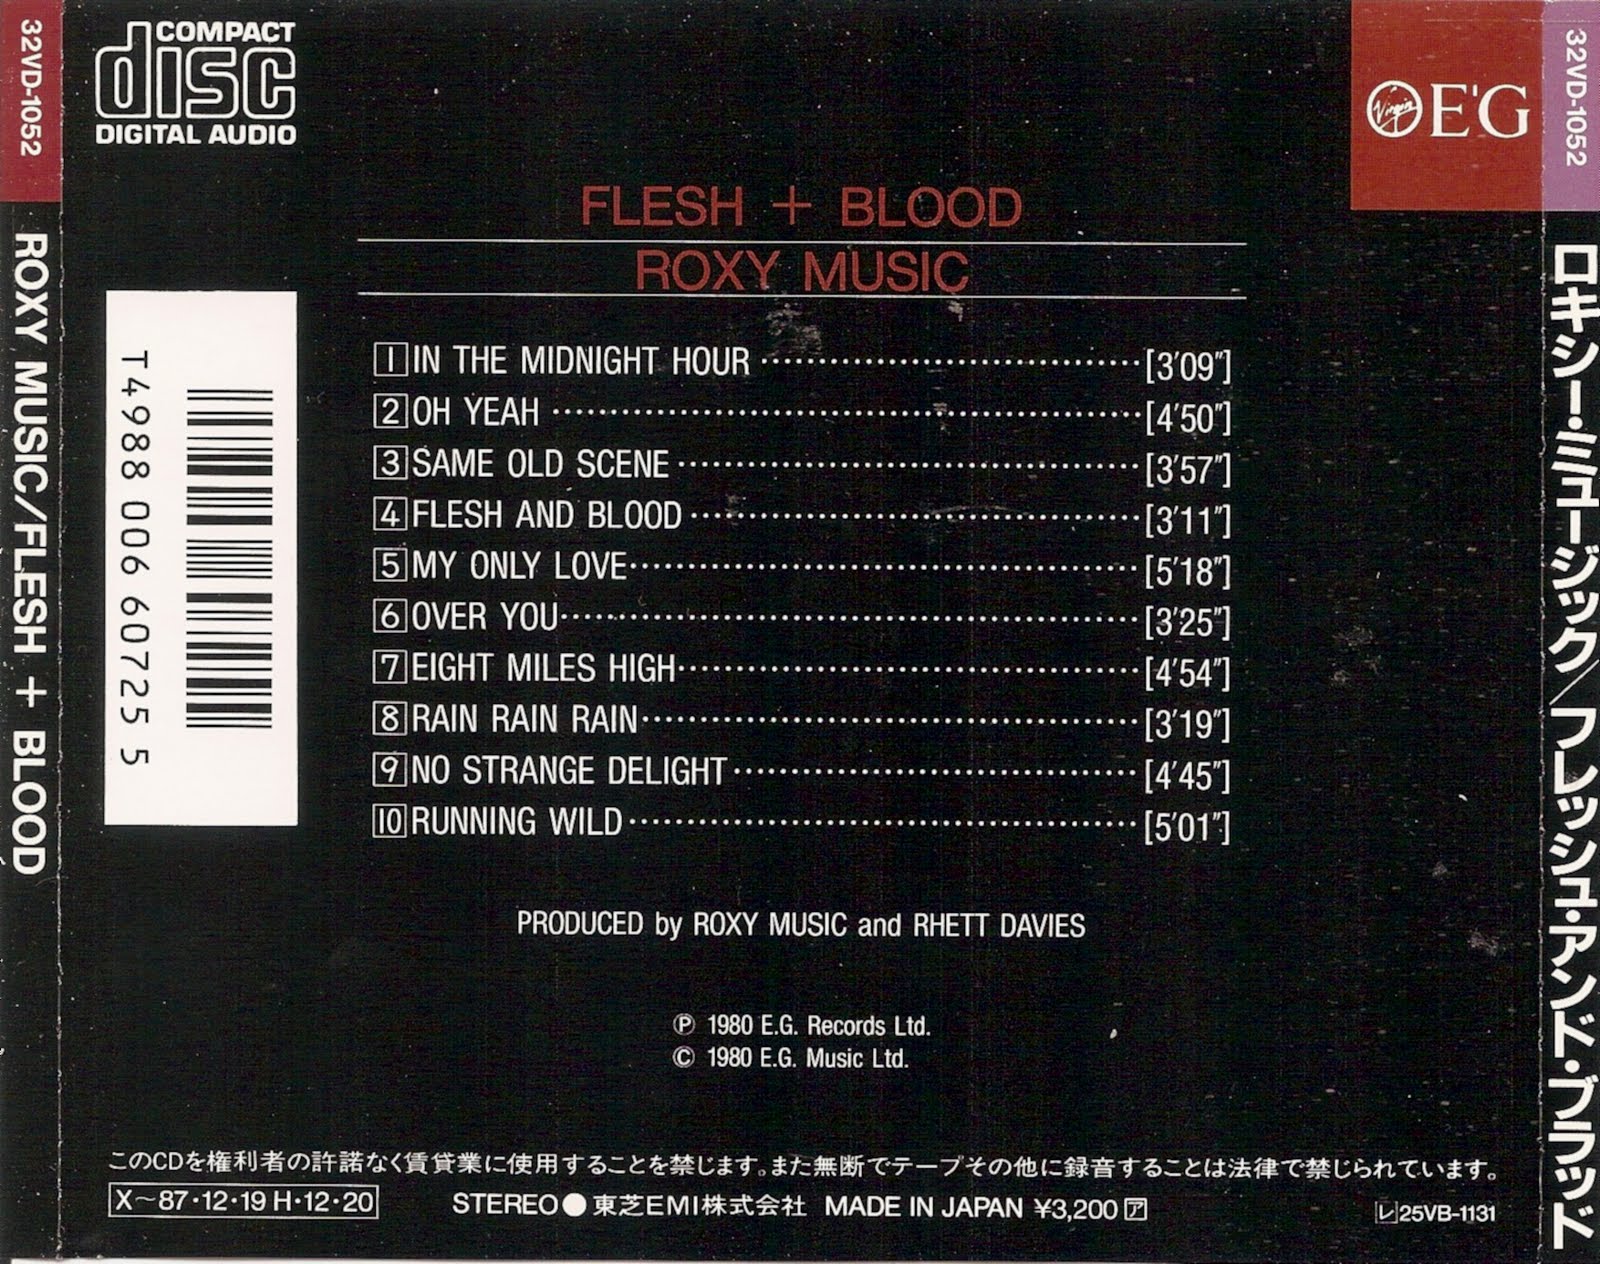 32VD-1052
ROXY MUSIC/FLESH + BLOOD
COMPACT
disc
DIGITAL AUDIO
T4988 006 60725 5
Virgin
E'G
FLESH + BLOOD
ROXY MUSIC
1 IN THE MIDNIGHT HOUR [3'09"]
2 OH YEAH [4'50"]
3 SAME OLD SCENE [3'57"]
4 FLESH AND BLOOD [3'11"]
5 MY ONLY LOVE [5'18"]
6 OVER YOU [3'25"]
7 EIGHT MILES HIGH [4'54"]
8 RAIN RAIN RAIN [3'19"]
9 NO STRANGE DELIGHT [4'45"]
10 RUNNING WILD [5'01"]
PRODUCED by ROXY MUSIC and RHETT DAVIES
Ⓟ 1980 E.G. Records Ltd.
© 1980 E.G. Music Ltd.
このCDを権利者の許諾なく賃貸業に使用することを禁じます。また無断でテープその他に録音することは法律で禁じられています。
X～87・12・19 H・12・20
STEREO●東芝EMI株式会社 MADE IN JAPAN ¥3,200 ア
レ 25VB-1131
32VD-1052
ロキシー・ミュージック/フレッシュ・アンド・ブラッド